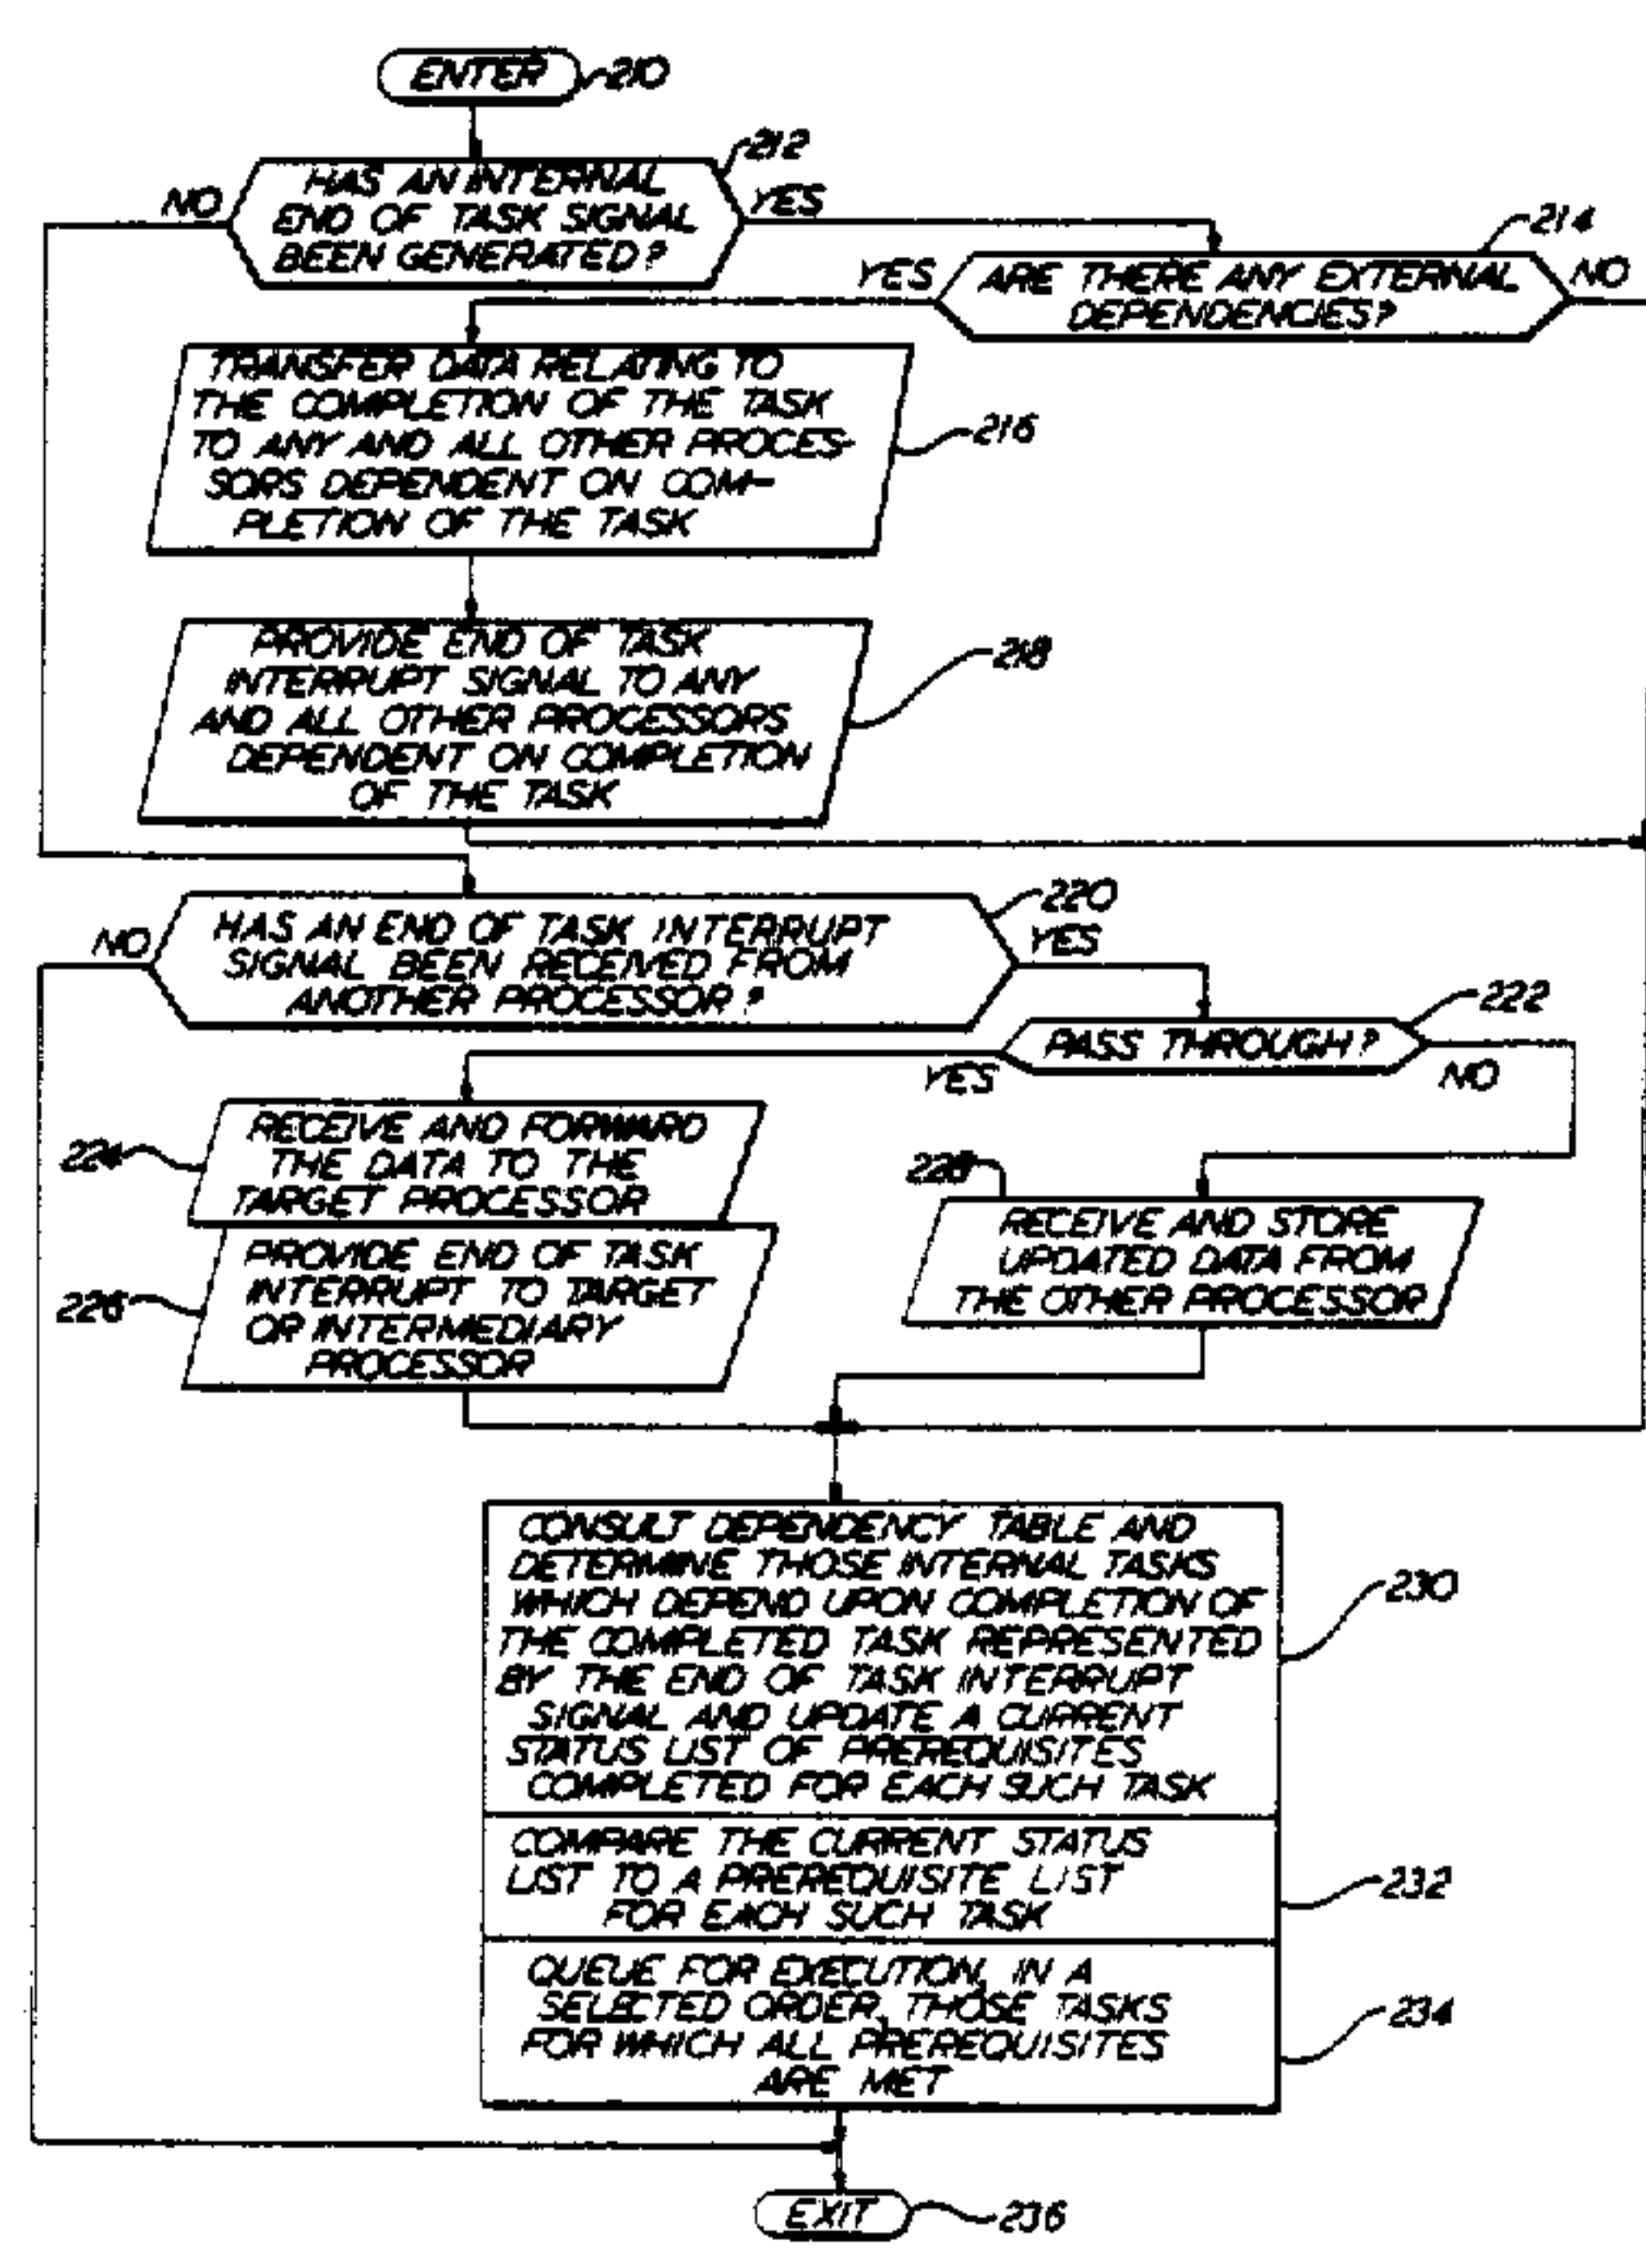 ENTER
210
HAS AN INTERNAL
END OF TASK SIGNAL
BEEN GENERATED?
212
NO
YES
ARE THERE ANY EXTERNAL
DEPENDENCIES?
214
YES
NO
TRANSFER DATA RELATING TO
THE COMPLETION OF THE TASK
TO ANY AND ALL OTHER PROCES-
SORS DEPENDENT ON COM-
PLETION OF THE TASK
216
PROVIDE END OF TASK
INTERRUPT SIGNAL TO ANY
AND ALL OTHER PROCESSORS
DEPENDENT ON COMPLETION
OF THE TASK
218
HAS AN END OF TASK INTERRUPT
SIGNAL BEEN RECEIVED FROM
ANOTHER PROCESSOR?
220
NO
YES
PASS THROUGH?
222
YES
NO
RECEIVE AND FORWARD
THE DATA TO THE
TARGET PROCESSOR
224
PROVIDE END OF TASK
INTERRUPT TO TARGET
OR INTERMEDIARY
PROCESSOR
226
RECEIVE AND STORE
UPDATED DATA FROM
THE OTHER PROCESSOR
CONSULT DEPENDENCY TABLE AND
DETERMINE THOSE INTERNAL TASKS
WHICH DEPEND UPON COMPLETION OF
THE COMPLETED TASK REPRESENTED
BY THE END OF TASK INTERRUPT
SIGNAL AND UPDATE A CURRENT
STATUS LIST OF PREREQUISITES
COMPLETED FOR EACH SUCH TASK
230
COMPARE THE CURRENT STATUS
LIST TO A PREREQUISITE LIST
FOR EACH SUCH TASK
232
QUEUE FOR EXECUTION, IN A
SELECTED ORDER, THOSE TASKS
FOR WHICH ALL PREREQUISITES
ARE MET
234
EXIT
236